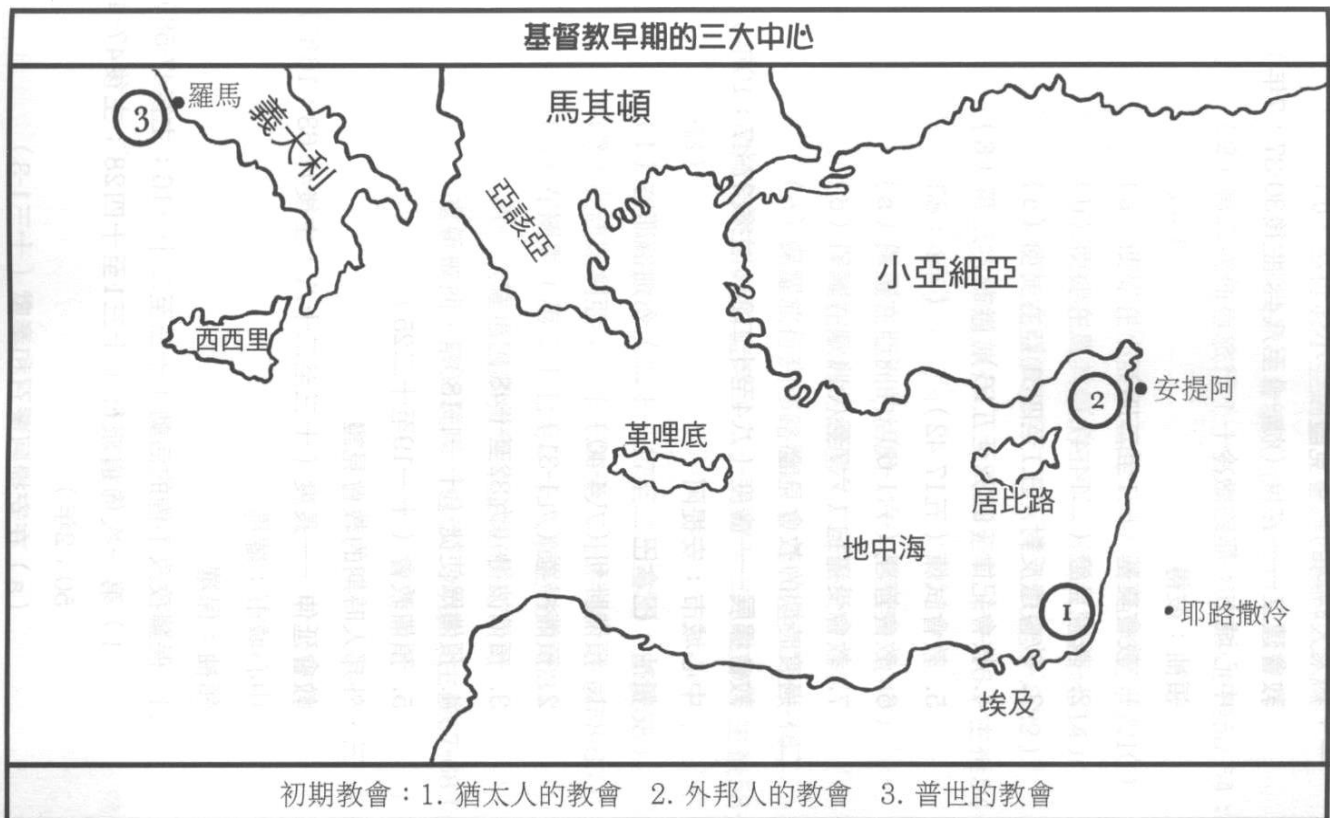 基督教早期的三大中心
3
羅馬
義大利
馬其頓
亞該亞
小亞細亞
西西里
2
安提阿
革哩底
居比路
地中海
1
耶路撒冷
埃及
初期教會：1. 猶太人的教會 2. 外邦人的教會 3. 普世的教會